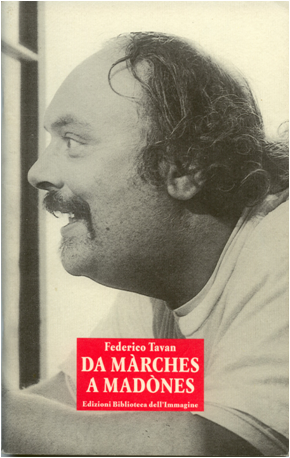 Federico Tavan
DA MÀRCHES
A MADÒNES
Edizioni Biblioteca dell'Immagine